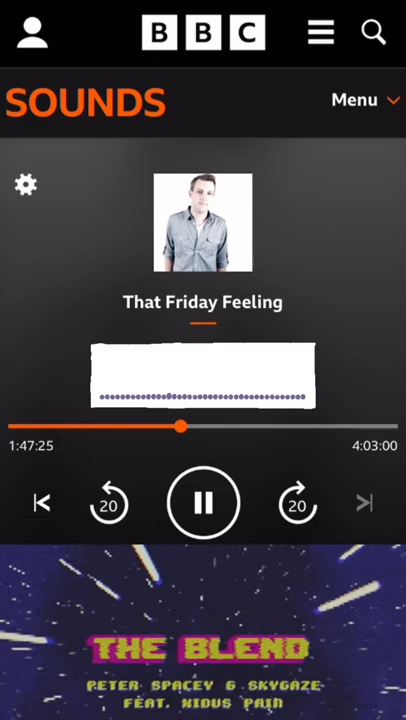 BBC
SOUNDS
Menu
That Friday Feeling
1:47:25
4:03:00
20
20
THE BLEND
PETER SPACEY & SKYGAZE
FEAT. KIDUS PAIN